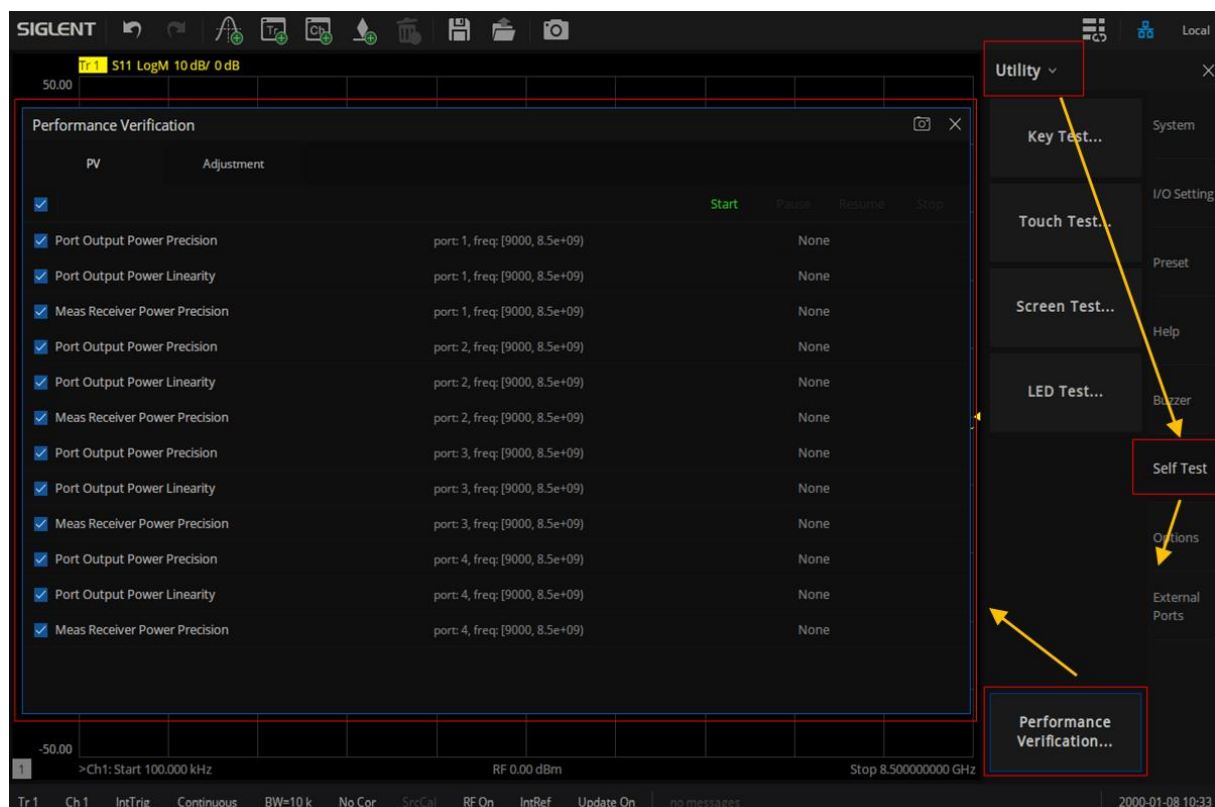 SIGLENT
Tr
Ch
Local
Tr 1 S11 LogM 10 dB/ 0 dB
50.00
Utility
Performance Verification
PV Adjustment
Start Pause Resume Stop
Port Output Power Precision port: 1, freq: [9000, 8.5e+09) None
Port Output Power Linearity port: 1, freq: [9000, 8.5e+09) None
Meas Receiver Power Precision port: 1, freq: [9000, 8.5e+09) None
Port Output Power Precision port: 2, freq: [9000, 8.5e+09) None
Port Output Power Linearity port: 2, freq: [9000, 8.5e+09) None
Meas Receiver Power Precision port: 2, freq: [9000, 8.5e+09) None
Port Output Power Precision port: 3, freq: [9000, 8.5e+09) None
Port Output Power Linearity port: 3, freq: [9000, 8.5e+09) None
Meas Receiver Power Precision port: 3, freq: [9000, 8.5e+09) None
Port Output Power Precision port: 4, freq: [9000, 8.5e+09) None
Port Output Power Linearity port: 4, freq: [9000, 8.5e+09) None
Meas Receiver Power Precision port: 4, freq: [9000, 8.5e+09) None
Key Test...
Touch Test...
Screen Test...
LED Test...
Performance
Verification...
System
I/O Setting
Preset
Help
Buzzer
Self Test
Options
External
Ports
-50.00
1 >Ch1: Start 100.000 kHz RF 0.00 dBm Stop 8.500000000 GHz
Tr 1 Ch 1 IntTrig Continuous BW=10 k No Cor SrcCal RF On IntRef Update On no messages 2000-01-08 10:33